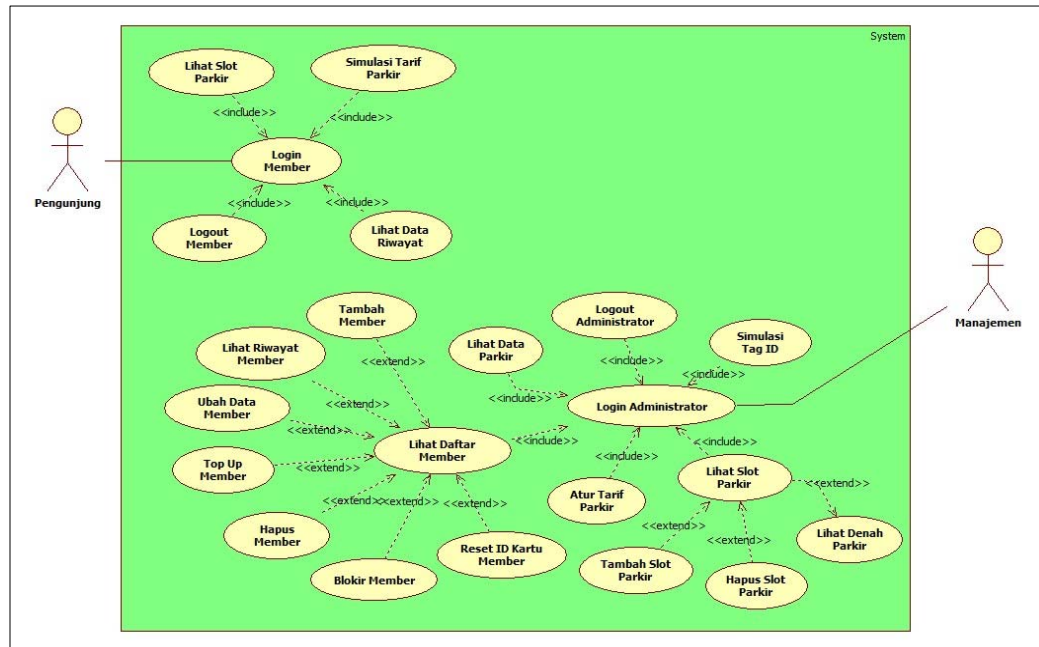 System
Lihat Slot
Parkir
Simulasi Tarif
Parkir
<<include>>
<<include>>
Login
Member
Pengunjung
<<include>>
<<include>>
Logout
Member
Lihat Data
Riwayat
Manajemen
Tambah
Member
Logout
Administrator
Simulasi
Tag ID
Lihat Data
Parkir
Lihat Riwayat
Member
<<extend>>
<<include>>
<<include>>
<<include>>
Ubah Data
Member
<<extend>>
<<extend>>
Login Administrator
Lihat Daftar
Member
<<include>>
<<include>>
<<include>>
Top Up
Member
<<extend>>
Lihat Slot
Parkir
<<extend>>
Atur Tarif
Parkir
Hapus
Member
<<extend>>
<<extend>>
<<extend>>
Reset ID Kartu
Member
Blokir Member
<<extend>>
<<extend>>
Lihat Denah
Parkir
Tambah Slot
Parkir
Hapus Slot
Parkir